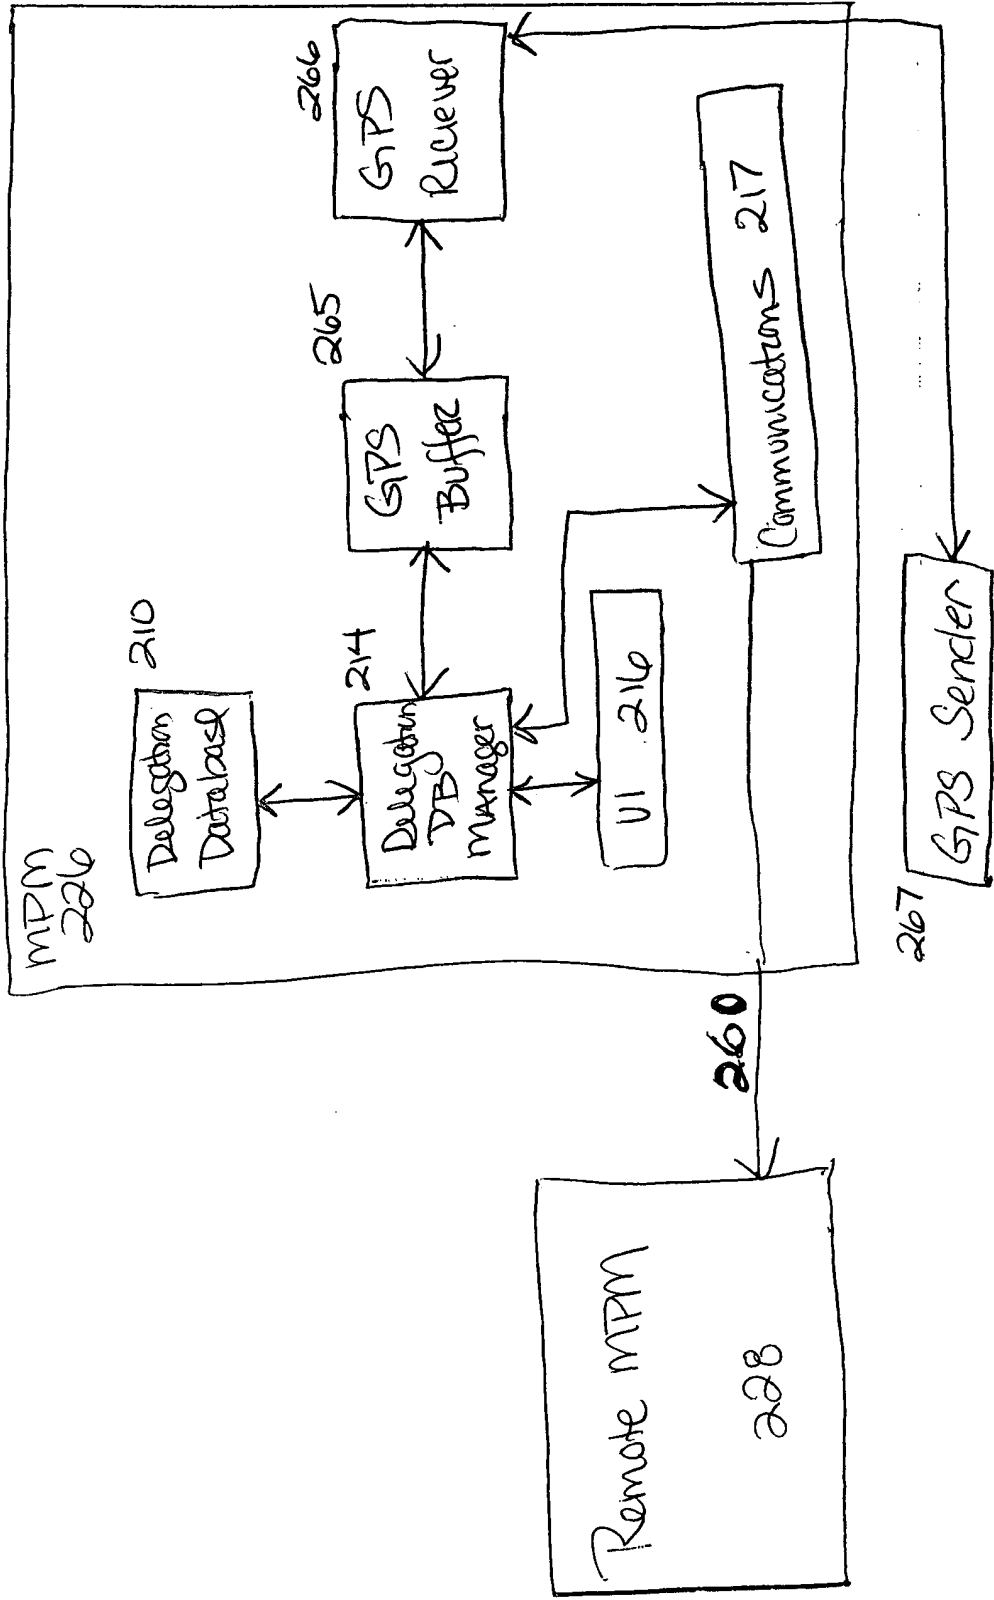 MPM
226
Delegation
Database
210
Delegation
DB
MANager
214
GPS
Buffer
265
GPS
Riciever
266
UI 216
Communications 217
260
Remote MPM
228
267
GPS Sender